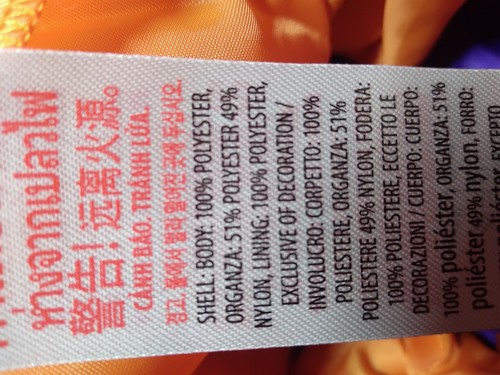 ห่างจากเปลวไฟ
警告! 远离火源。
CẢNH BÁO. TRÁNH LỬA.
경고. 불에서 멀리 떨어진 곳에 두십시오.
SHELL: BODY: 100% POLYESTER,
ORGANZA: 51% POLYESTER 49%
NYLON, LINING: 100% POLYESTER,
EXCLUSIVE OF DECORATION /
INVOLUCRO: CORPETTO: 100%
POLIESTERE, ORGANZA: 51%
POLIESTERE 49% NYLON, FODERA:
100% POLIESTERE, ECCETTO LE
DECORAZIONI / CUERPO: CUERPO:
100% poliéster, ORGANZA: 51%
poliéster 49% nylon, FORRO: